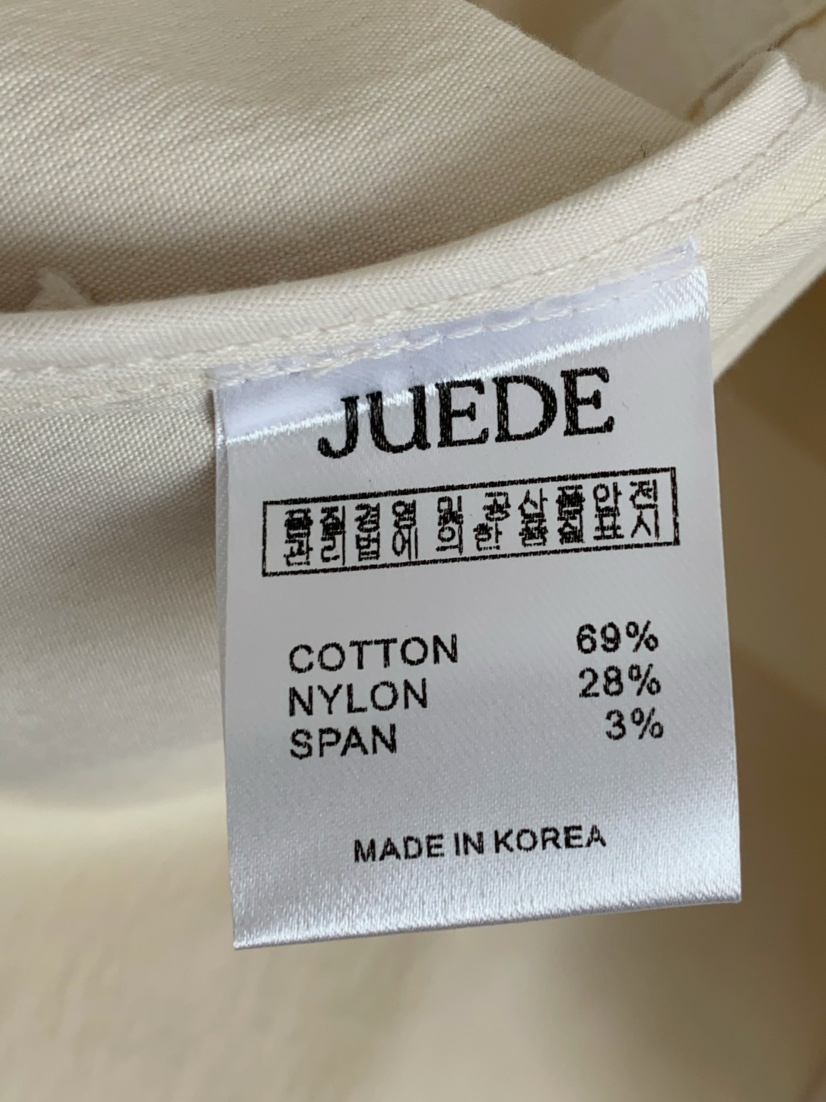 JUEDE
품질경영 및 공산품안전
관리법에 의한 품질표시
COTTON 69%
NYLON 28%
SPAN 3%
MADE IN KOREA